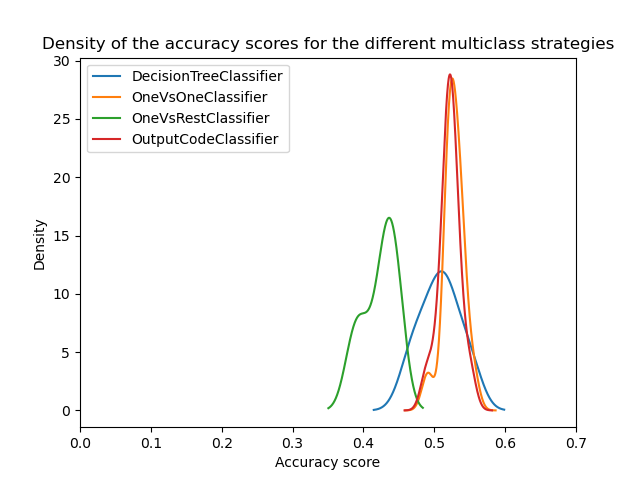 Density of the accuracy scores for the different multiclass strategies
DecisionTreeClassifier
OneVsOneClassifier
OneVsRestClassifier
OutputCodeClassifier
30
25
20
15
10
5
0
Density
0.0 0.1 0.2 0.3 0.4 0.5 0.6 0.7
Accuracy score